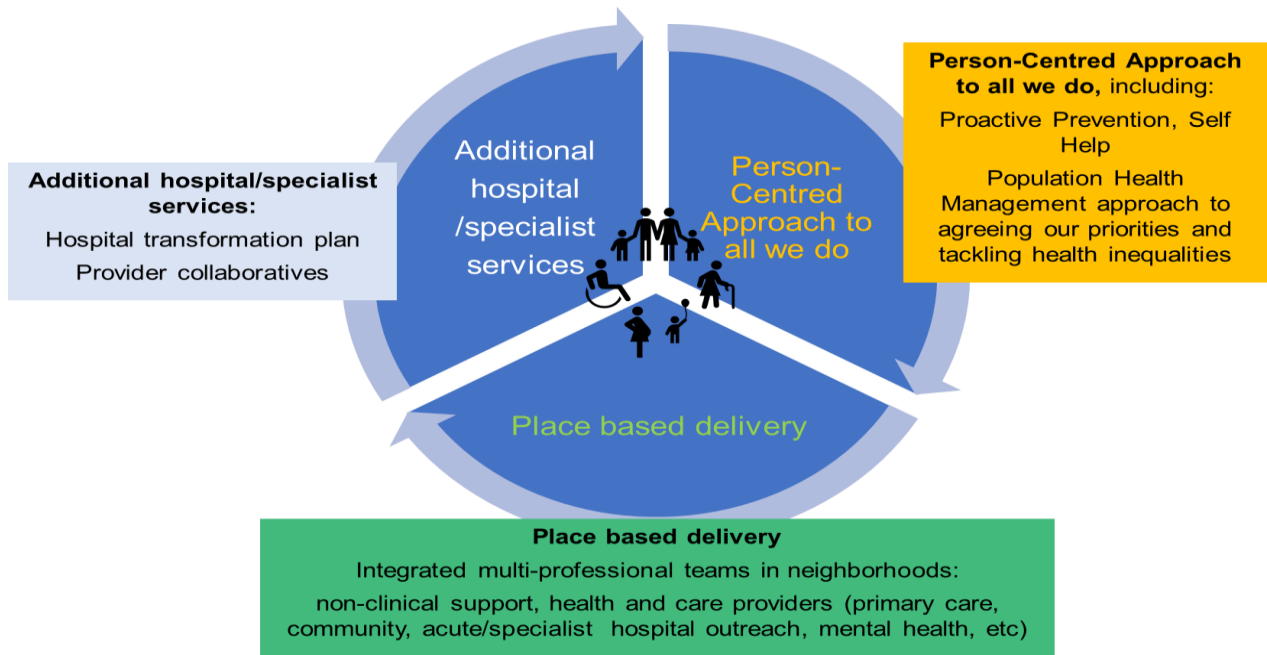 Additional
hospital
/specialist
services
Person-
Centred
Approach to
all we do
Place based delivery
Additional hospital/specialist
services:
Hospital transformation plan
Provider collaboratives
Person-Centred Approach
to all we do, including:
Proactive Prevention, Self
Help
Population Health
Management approach to
agreeing our priorities and
tackling health inequalities
Place based delivery
Integrated multi-professional teams in neighborhoods:
non-clinical support, health and care providers (primary care,
community, acute/specialist hospital outreach, mental health, etc)